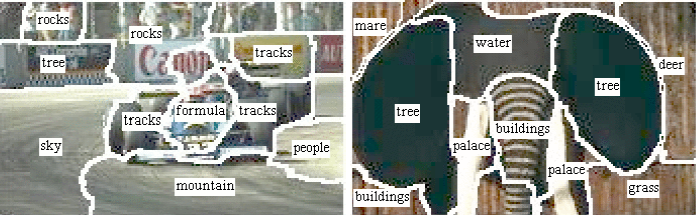 rocks
rocks
tree
Canon
tracks
formula
tracks
tracks
sky
people
mountain
mare
water
deer
tree
tree
buildings
palace
palace
buildings
grass